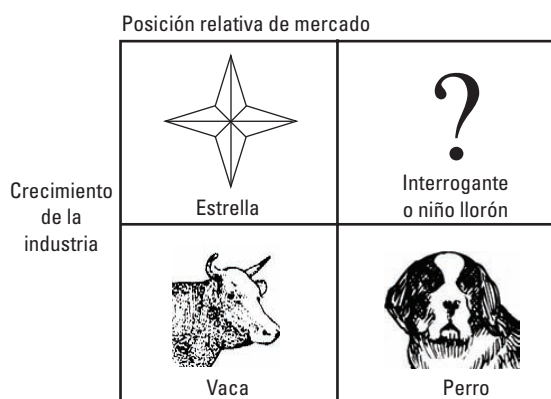 Posición relativa de mercado
?
Crecimiento
de la
industria
Estrella
Interrogante
o niño llorón
Vaca
Perro